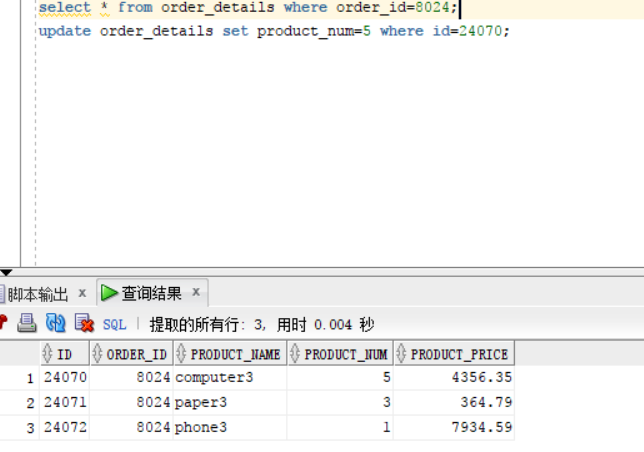 select * from order_details where order_id=8024;
update order_details set product_num=5 where id=24070;
脚本输出 x 查询结果 x
SQL | 提取的所有行: 3, 用时 0.004 秒
ID ORDER_ID PRODUCT_NAME PRODUCT_NUM PRODUCT_PRICE
1 24070 8024 computer3 5 4356.35
2 24071 8024 paper3 3 364.79
3 24072 8024 phone3 1 7934.59